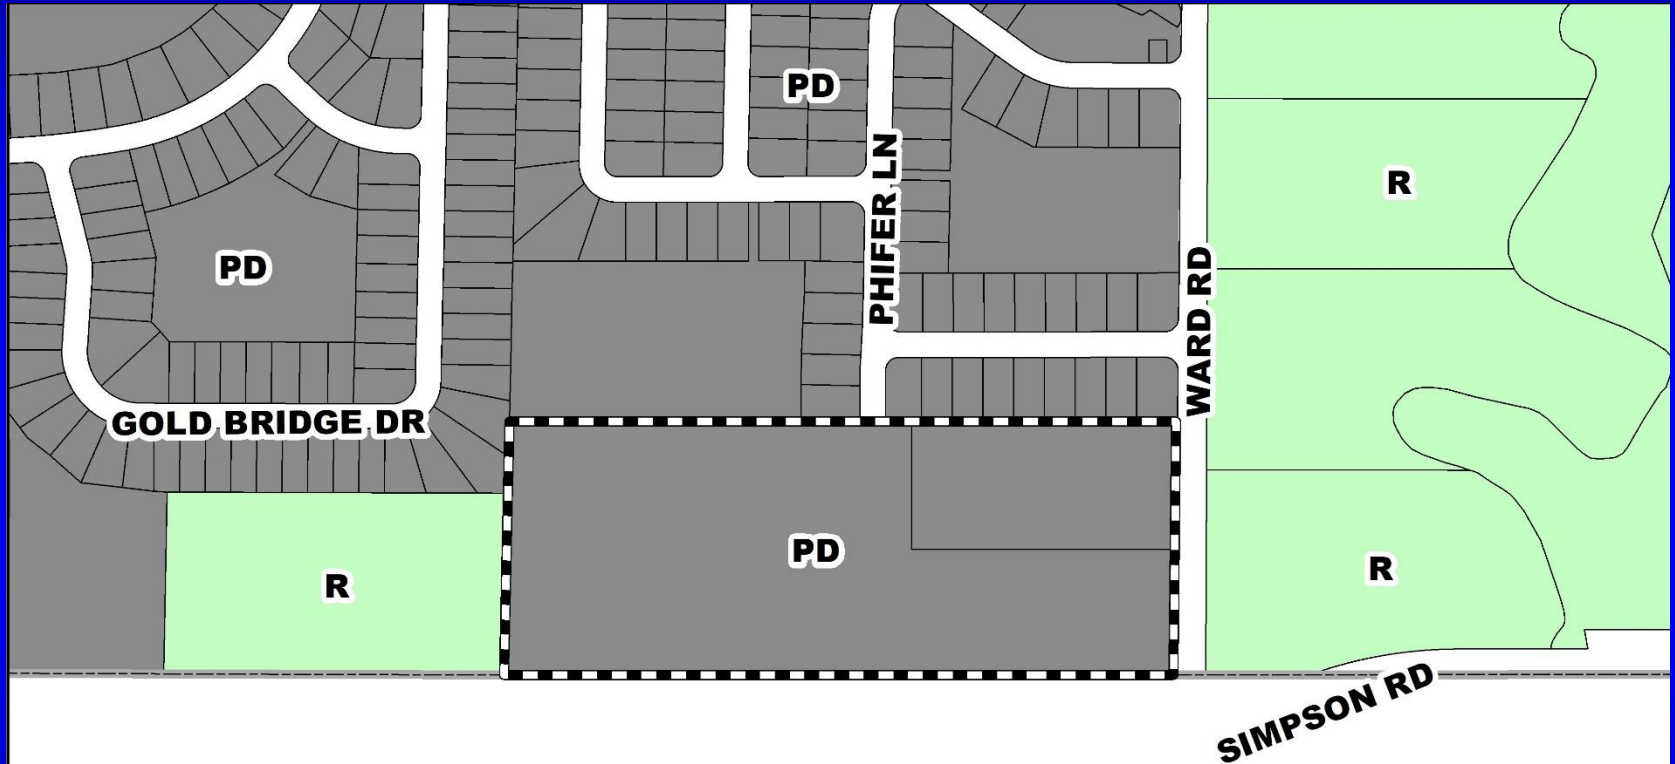 PD
PHIFER LN
R
PD
WARD RD
GOLD BRIDGE DR
PD
R
R
SIMPSON RD